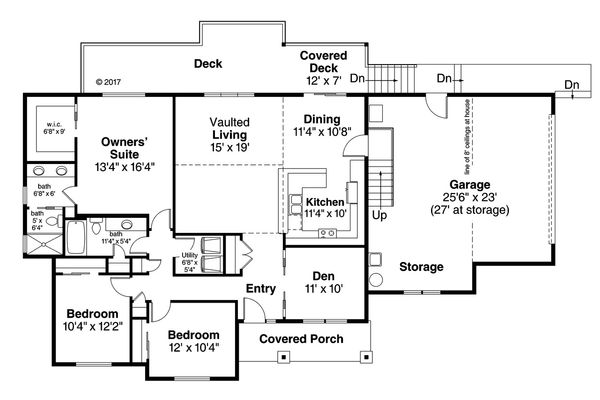 Deck
Covered
Deck
12' x 7'
Dn
Dn
Dn
© 2017
w.i.c.
6'8" x 9'
Owners'
Suite
13'4" x 16'4"
Vaulted
Living
15' x 19'
Dining
11'4" x 10'8"
line of 8' ceilings at house
bath
6'8" x 6'
bath
5' x
6'4"
bath
11'4" x 5'4"
Kitchen
11'4" x 10'
Up
Garage
25'6" x 23'
(27' at storage)
Utility
6'8" x
5'4"
Storage
Entry
Den
11' x 10'
Bedroom
10'4" x 12'2"
Bedroom
12' x 10'4"
Covered Porch